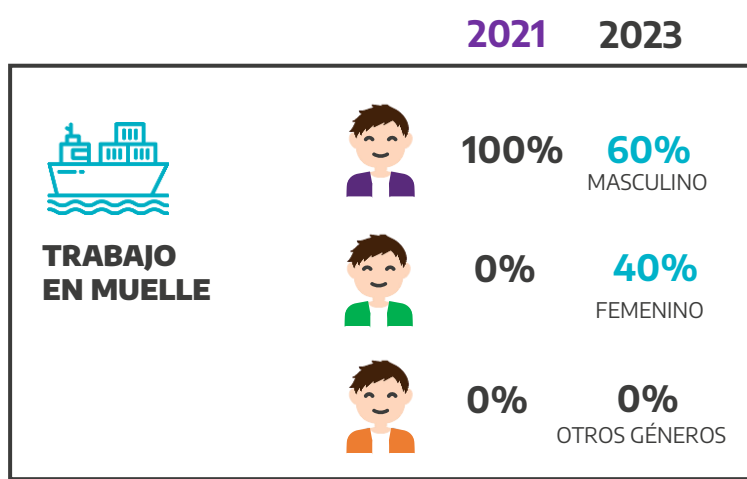 2021 2023
TRABAJO
EN MUELLE
100% 60%
MASCULINO
0% 40%
FEMENINO
0% 0%
OTROS GÉNEROS